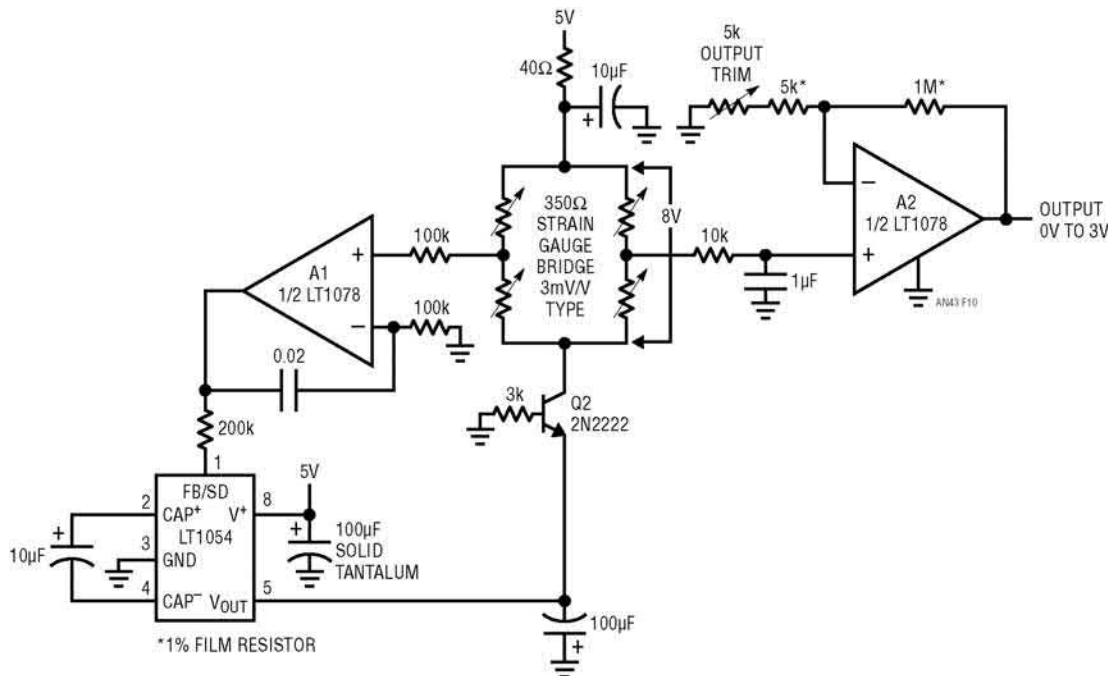 5V
40Ω
10µF
+
5k
OUTPUT
TRIM
5k*
1M*
−
A2
1/2 LT1078
+
OUTPUT
0V TO 3V
350Ω
STRAIN
GAUGE
BRIDGE
3mV/V
TYPE
8V
10k
1µF
AN43 F10
100k
+
A1
1/2 LT1078
−
100k
0.02
200k
3k
Q2
2N2222
1
FB/SD
2
CAP+
V+
8
5V
LT1054
3
GND
4
CAP−
VOUT
5
+
10µF
+
100µF
SOLID
TANTALUM
100µF
+
*1% FILM RESISTOR